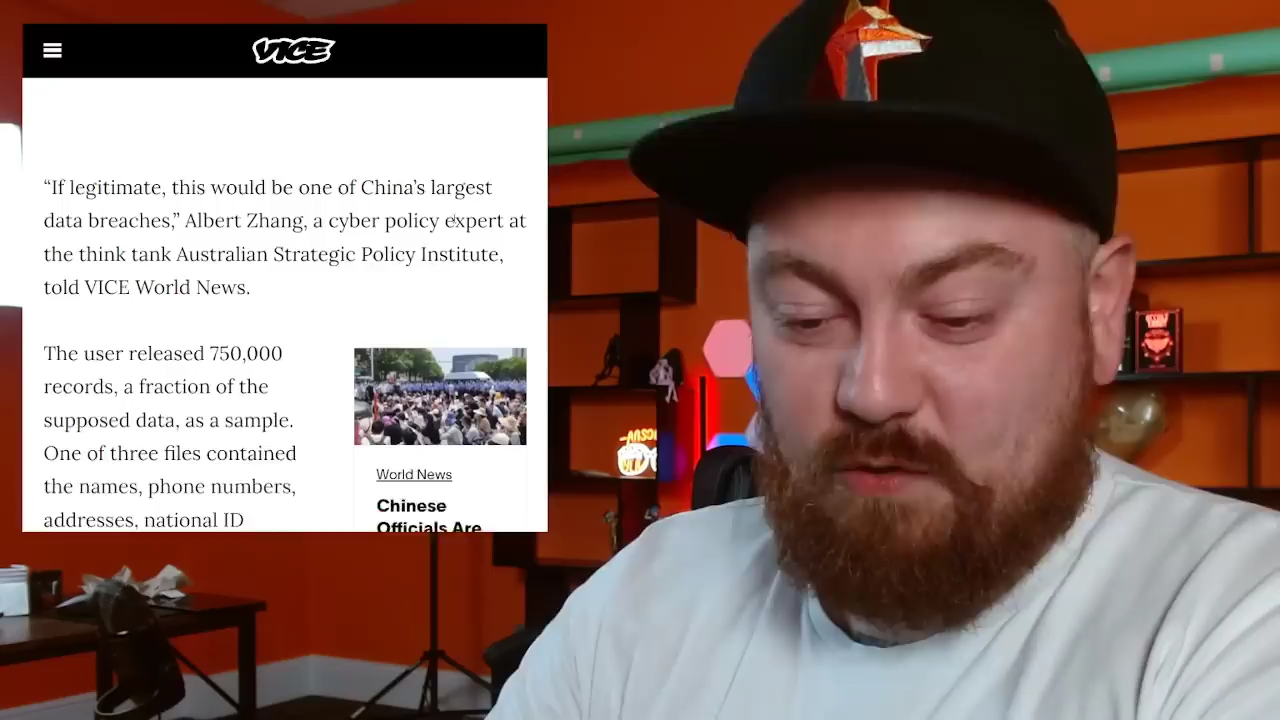 VICE
“If legitimate, this would be one of China’s largest
data breaches,” Albert Zhang, a cyber policy expert at
the think tank Australian Strategic Policy Institute,
told VICE World News.
The user released 750,000
records, a fraction of the
supposed data, as a sample.
One of three files contained
the names, phone numbers,
addresses, national ID
World News
Chinese
Officials Are